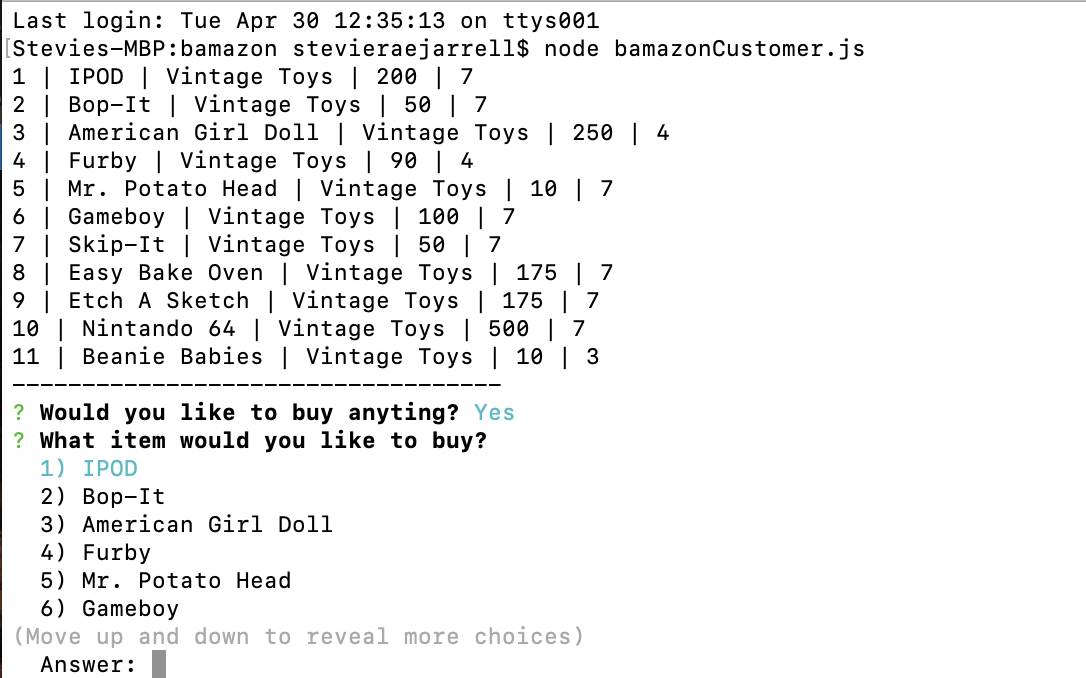 Last login: Tue Apr 30 12:35:13 on ttys001
[Stevies-MBP:bamazon stevieraejarrell$ node bamazonCustomer.js
1 | IPOD | Vintage Toys | 200 | 7
2 | Bop-It | Vintage Toys | 50 | 7
3 | American Girl Doll | Vintage Toys | 250 | 4
4 | Furby | Vintage Toys | 90 | 4
5 | Mr. Potato Head | Vintage Toys | 10 | 7
6 | Gameboy | Vintage Toys | 100 | 7
7 | Skip-It | Vintage Toys | 50 | 7
8 | Easy Bake Oven | Vintage Toys | 175 | 7
9 | Etch A Sketch | Vintage Toys | 175 | 7
10 | Nintando 64 | Vintage Toys | 500 | 7
11 | Beanie Babies | Vintage Toys | 10 | 3
-----------------------------------
? Would you like to buy anyting? Yes
? What item would you like to buy?
1) IPOD
2) Bop-It
3) American Girl Doll
4) Furby
5) Mr. Potato Head
6) Gameboy
(Move up and down to reveal more choices)
Answer: